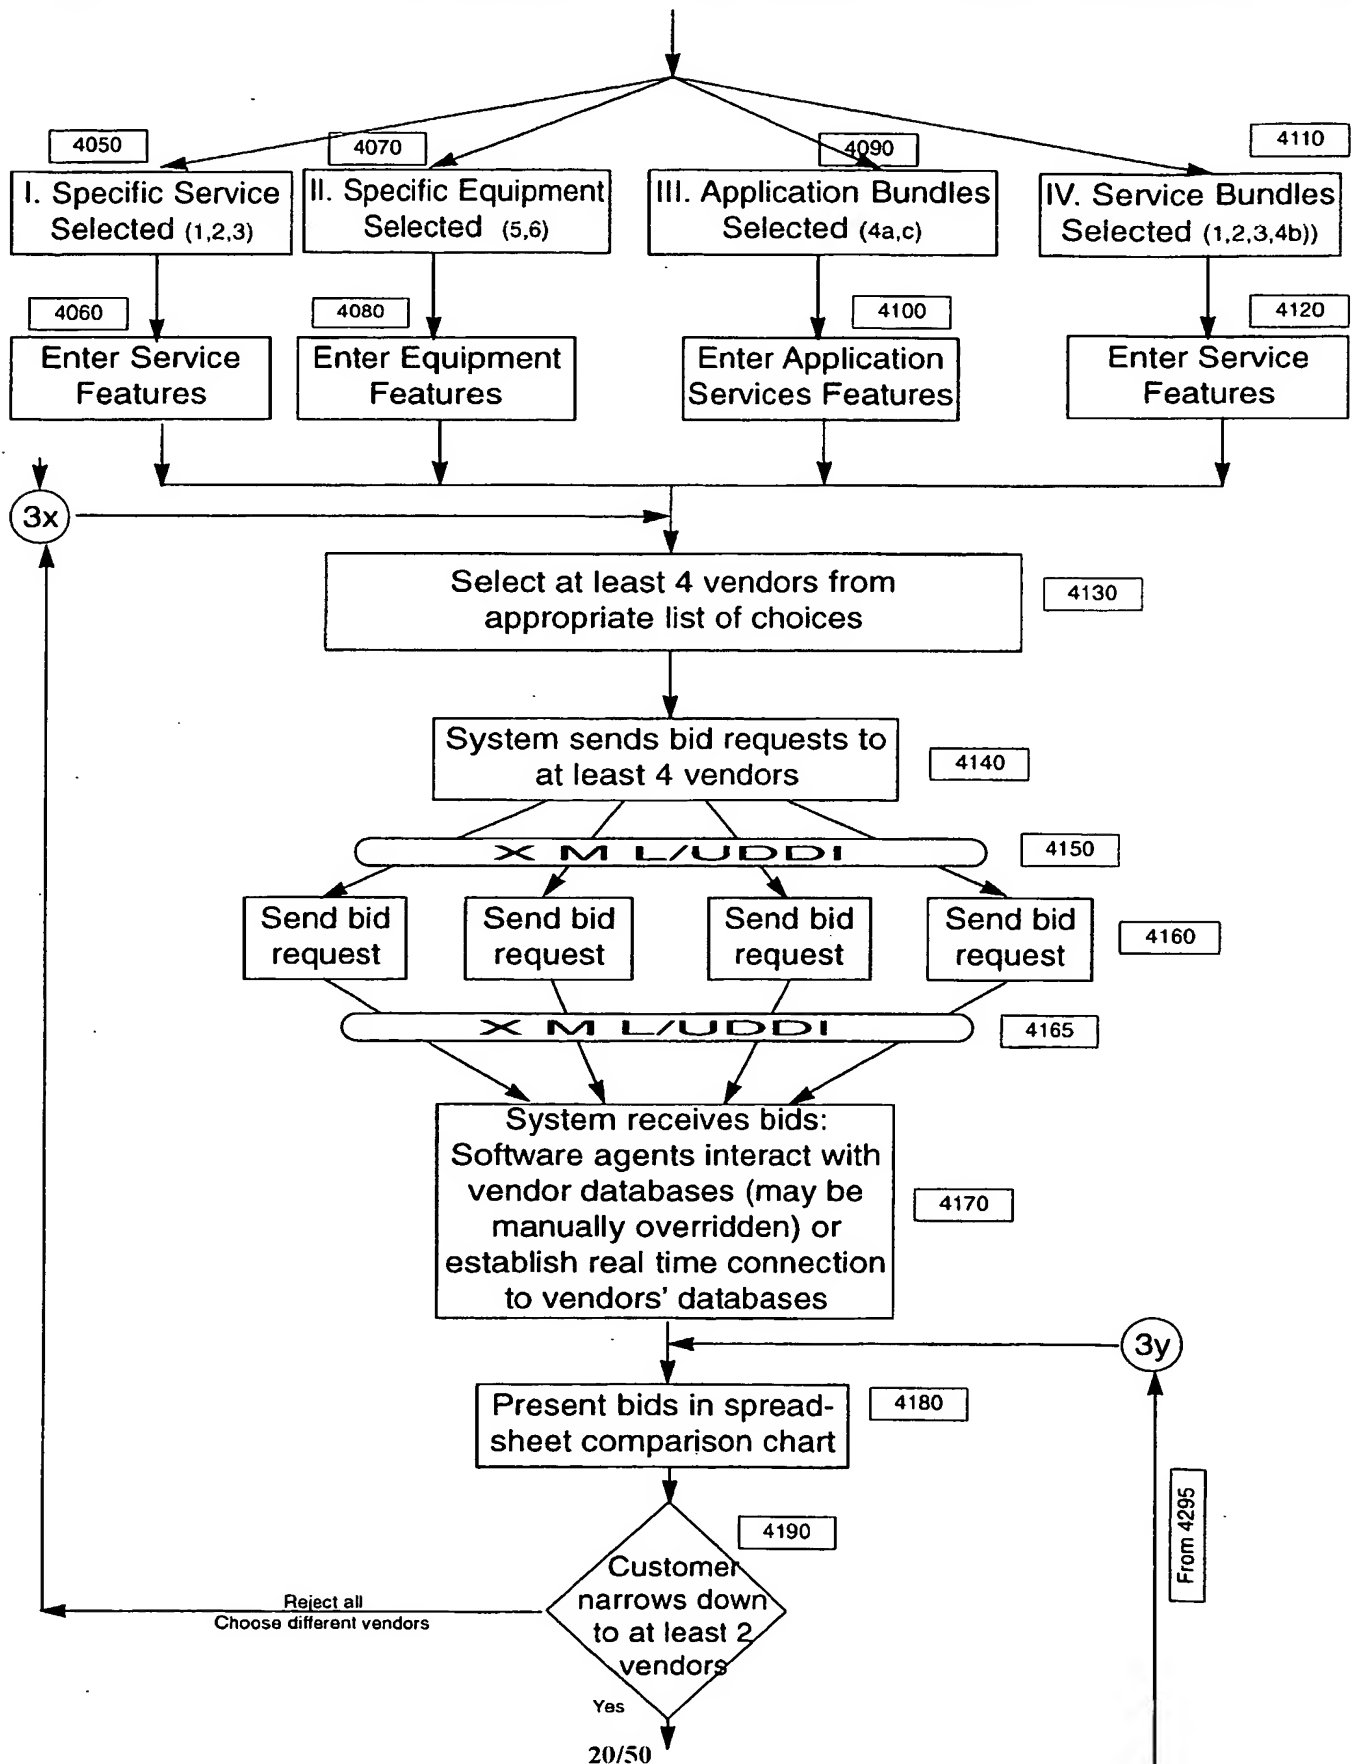 4050
4070
4090
4110
I. Specific Service
Selected (1,2,3)
II. Specific Equipment
Selected (5,6)
III. Application Bundles
Selected (4a,c)
IV. Service Bundles
Selected (1,2,3,4b))
4060
4080
4100
4120
Enter Service
Features
Enter Equipment
Features
Enter Application
Services Features
Enter Service
Features
3x
Select at least 4 vendors from
appropriate list of choices
4130
System sends bid requests to
at least 4 vendors
4140
X M L/UDDI
4150
Send bid
request
Send bid
request
Send bid
request
Send bid
request
4160
X M L/UDDI
4165
System receives bids:
Software agents interact with
vendor databases (may be
manually overridden) or
establish real time connection
to vendors' databases
4170
3y
Present bids in spread-
sheet comparison chart
4180
From 4295
4190
Customer
narrows down
to at least 2
vendors
Reject all
Choose different vendors
Yes
20/50